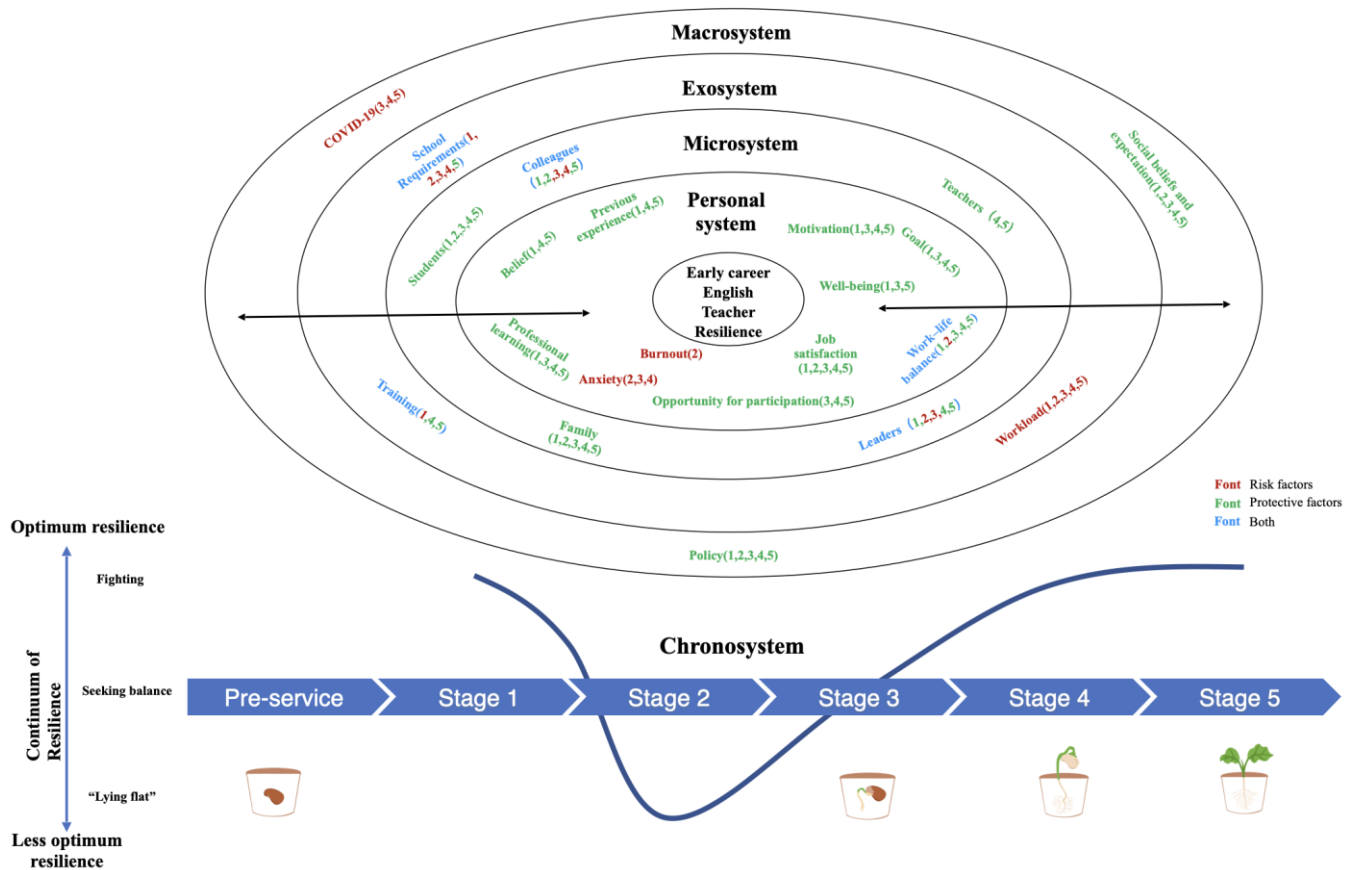 Macrosystem
Exosystem
Microsystem
Personal
system
Early career
English
Teacher
Resilience
COVID-19(3,4,5)
School
Requirements(1,
2,3,4,5)
Colleagues
(1,2,3,4,5)
Social beliefs and
expectation(1,2,3,4,5)
Teachers (4,5)
Students(1,2,3,4,5)
Previous
experience(1,4,5)
Belief(1,4,5)
Motivation(1,3,4,5)
Goal(1,3,4,5)
Well-being(1,3,5)
Professional
learning(1,3,4,5)
Burnout(2)
Anxiety(2,3,4)
Job
satisfaction
(1,2,3,4,5)
Work–life
balance(1,2,3,4,5)
Opportunity for participation(3,4,5)
Training(1,4,5)
Family
(1,2,3,4,5)
Leaders (1,2,3,4,5)
Workload(1,2,3,4,5)
Policy(1,2,3,4,5)
Font Risk factors
Font Protective factors
Font Both
Optimum resilience
Fighting
Continuum of
Resilience
Seeking balance
“Lying flat”
Less optimum
resilience
Chronosystem
Pre-service
Stage 1
Stage 2
Stage 3
Stage 4
Stage 5